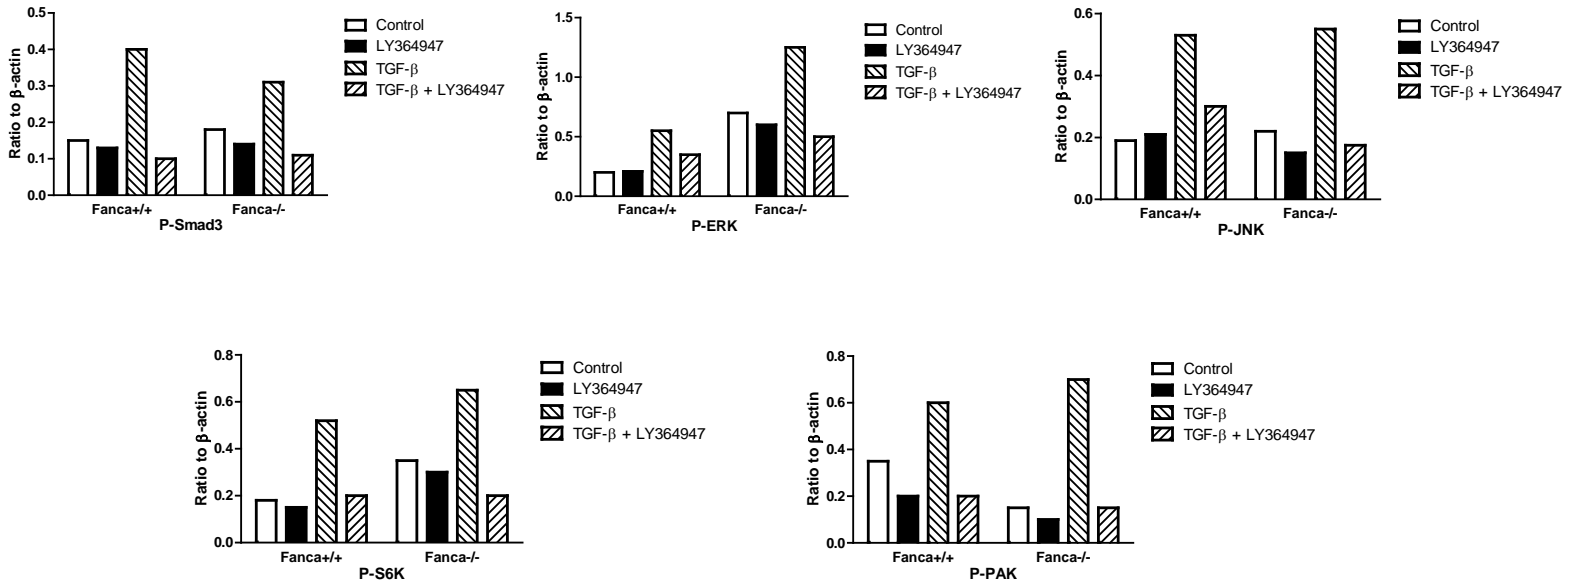 0.5
0.4
0.3
0.2
0.1
0.0
Ratio to β-actin
Fanca+/+ Fanca-/-
P-Smad3
Control
LY364947
TGF-β
TGF-β + LY364947
1.5
1.0
0.5
0.0
Ratio to β-actin
Fanca+/+ Fanca-/-
P-ERK
Control
LY364947
TGF-β
TGF-β + LY364947
0.6
0.4
0.2
0.0
Ratio to β-actin
Fanca+/+ Fanca-/-
P-JNK
Control
LY364947
TGF-β
TGF-β + LY364947
0.8
0.6
0.4
0.2
0.0
Ratio to β-actin
Fanca+/+ Fanca-/-
P-S6K
Control
LY364947
TGF-β
TGF-β + LY364947
0.8
0.6
0.4
0.2
0.0
Ratio to β-actin
Fanca+/+ Fanca-/-
P-PAK
Control
LY364947
TGF-β
TGF-β + LY364947